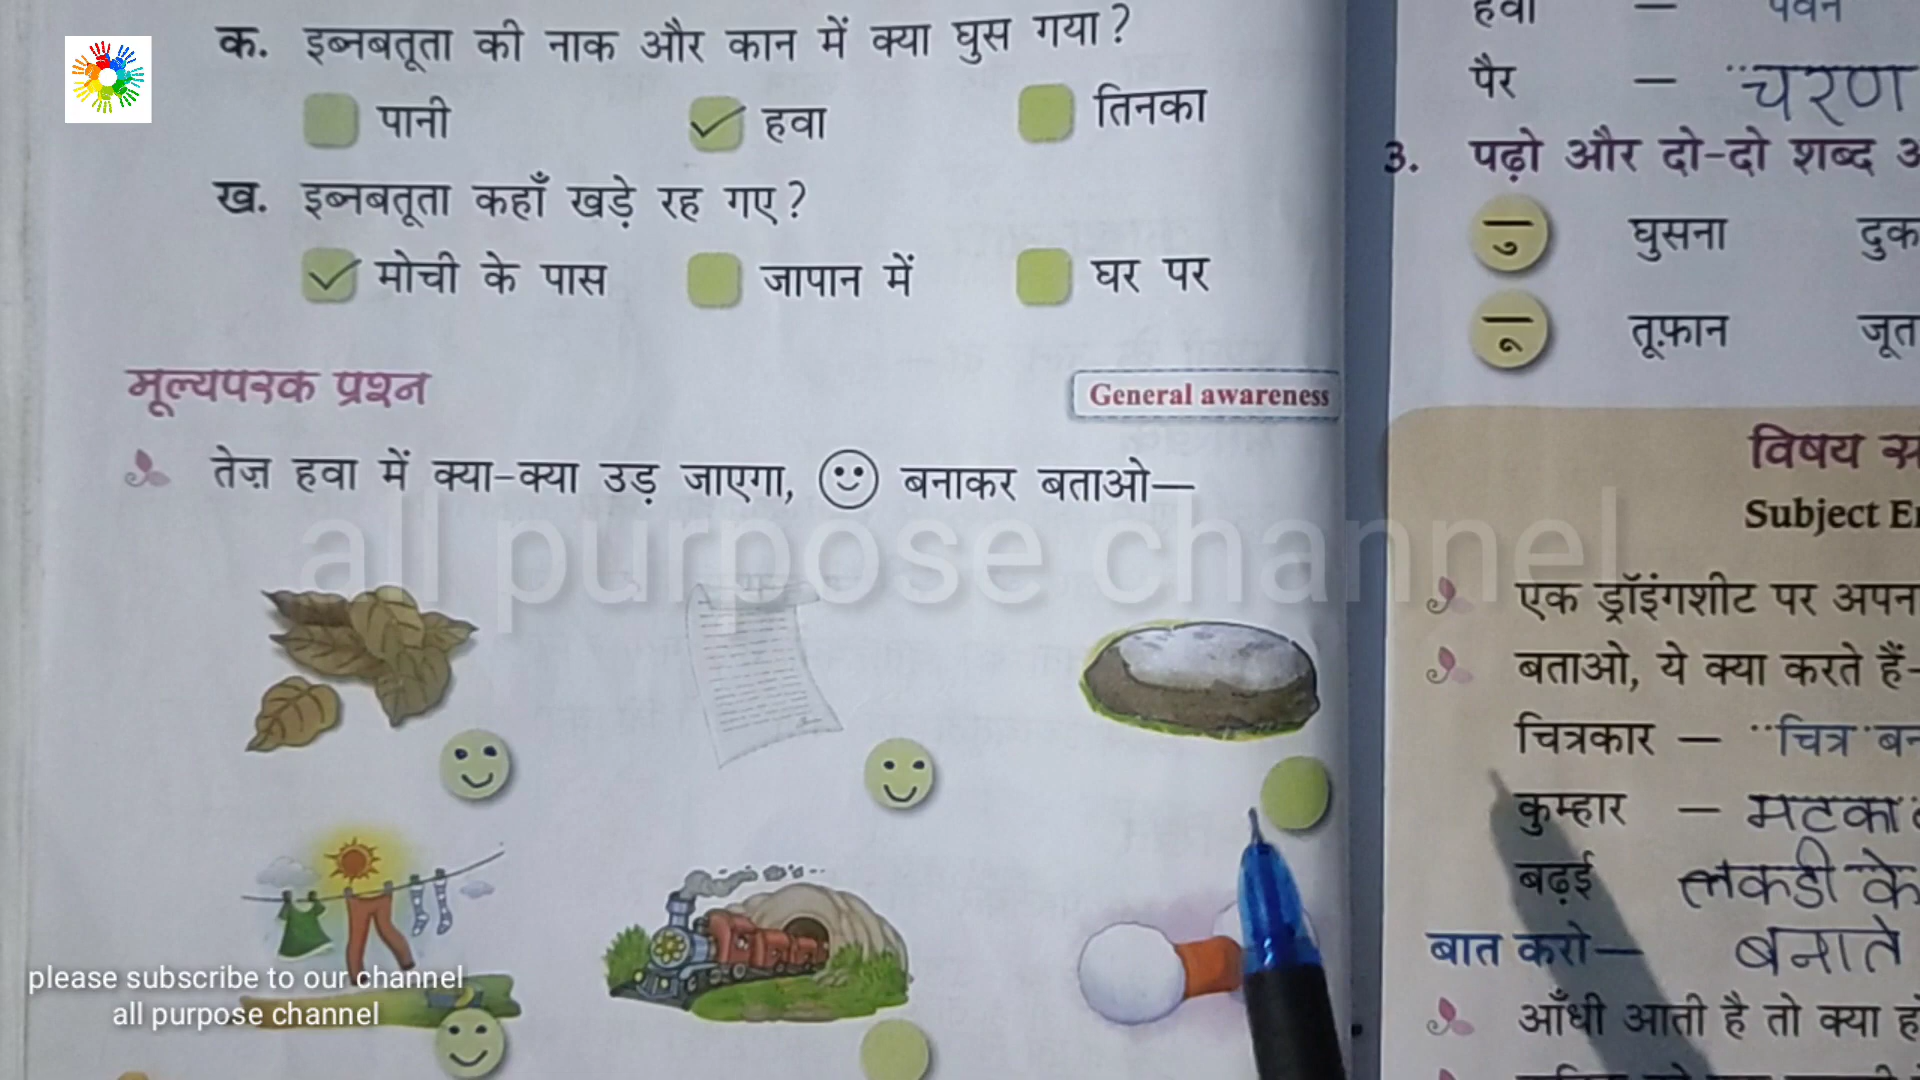 क. इब्नबतूता की नाक और कान में क्या घुस गया?
पानी हवा तिनका
ख. इब्नबतूता कहाँ खड़े रह गए?
मोची के पास जापान में घर पर
मूल्यपरक प्रश्न
General awareness
तेज़ हवा में क्या-क्या उड़ जाएगा, बनाकर बताओ—
all purpose channel
please subscribe to our channel
all purpose channel
हवा — पवन
पैर — चरण
3. पढ़ो और दो-दो शब्द
घुसना
तूफ़ान
विषय
Subject
एक ड्रॉइंगशीट पर
बताओ, ये क्या करते हैं-
चित्रकार — चित्र
कुम्हार — मटका
बढ़ई लकडी के
बनाते
बात करो—
आँधी आती है तो क्या